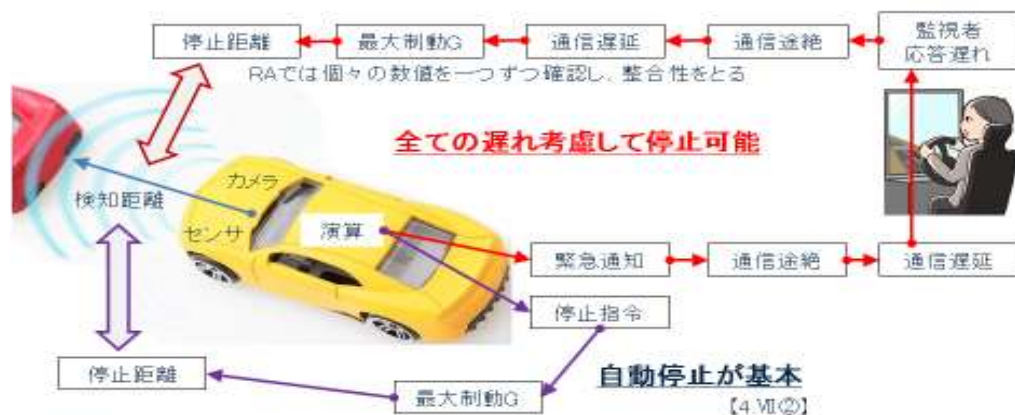 停止距離
最大制動G
通信遅延
通信途絶
監視者
応答遅れ
RAでは個々の数値を一つずつ確認し、整合性をとる
全ての遅れ考慮して停止可能
カメラ
検知距離
センサ
演算
緊急通知
通信途絶
通信遅延
停止指令
停止距離
最大制動G
自動停止が基本
【4.Ⅶ②】